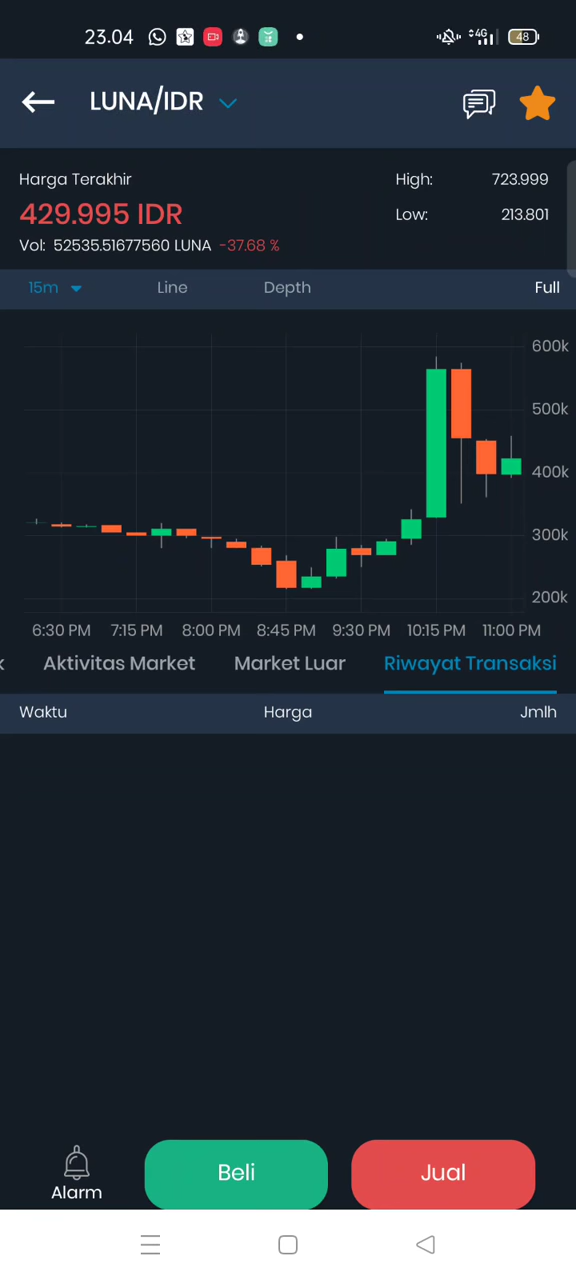 23.04
4G
48
LUNA/IDR
Harga Terakhir
High: 723.999
429.995 IDR
Low: 213.801
Vol: 52535.51677560 LUNA -37.68 %
15m Line Depth Full
600k
500k
400k
300k
200k
6:30 PM 7:15 PM 8:00 PM 8:45 PM 9:30 PM 10:15 PM 11:00 PM
k Aktivitas Market Market Luar Riwayat Transaksi
Waktu Harga Jmlh
Alarm
Beli
Jual